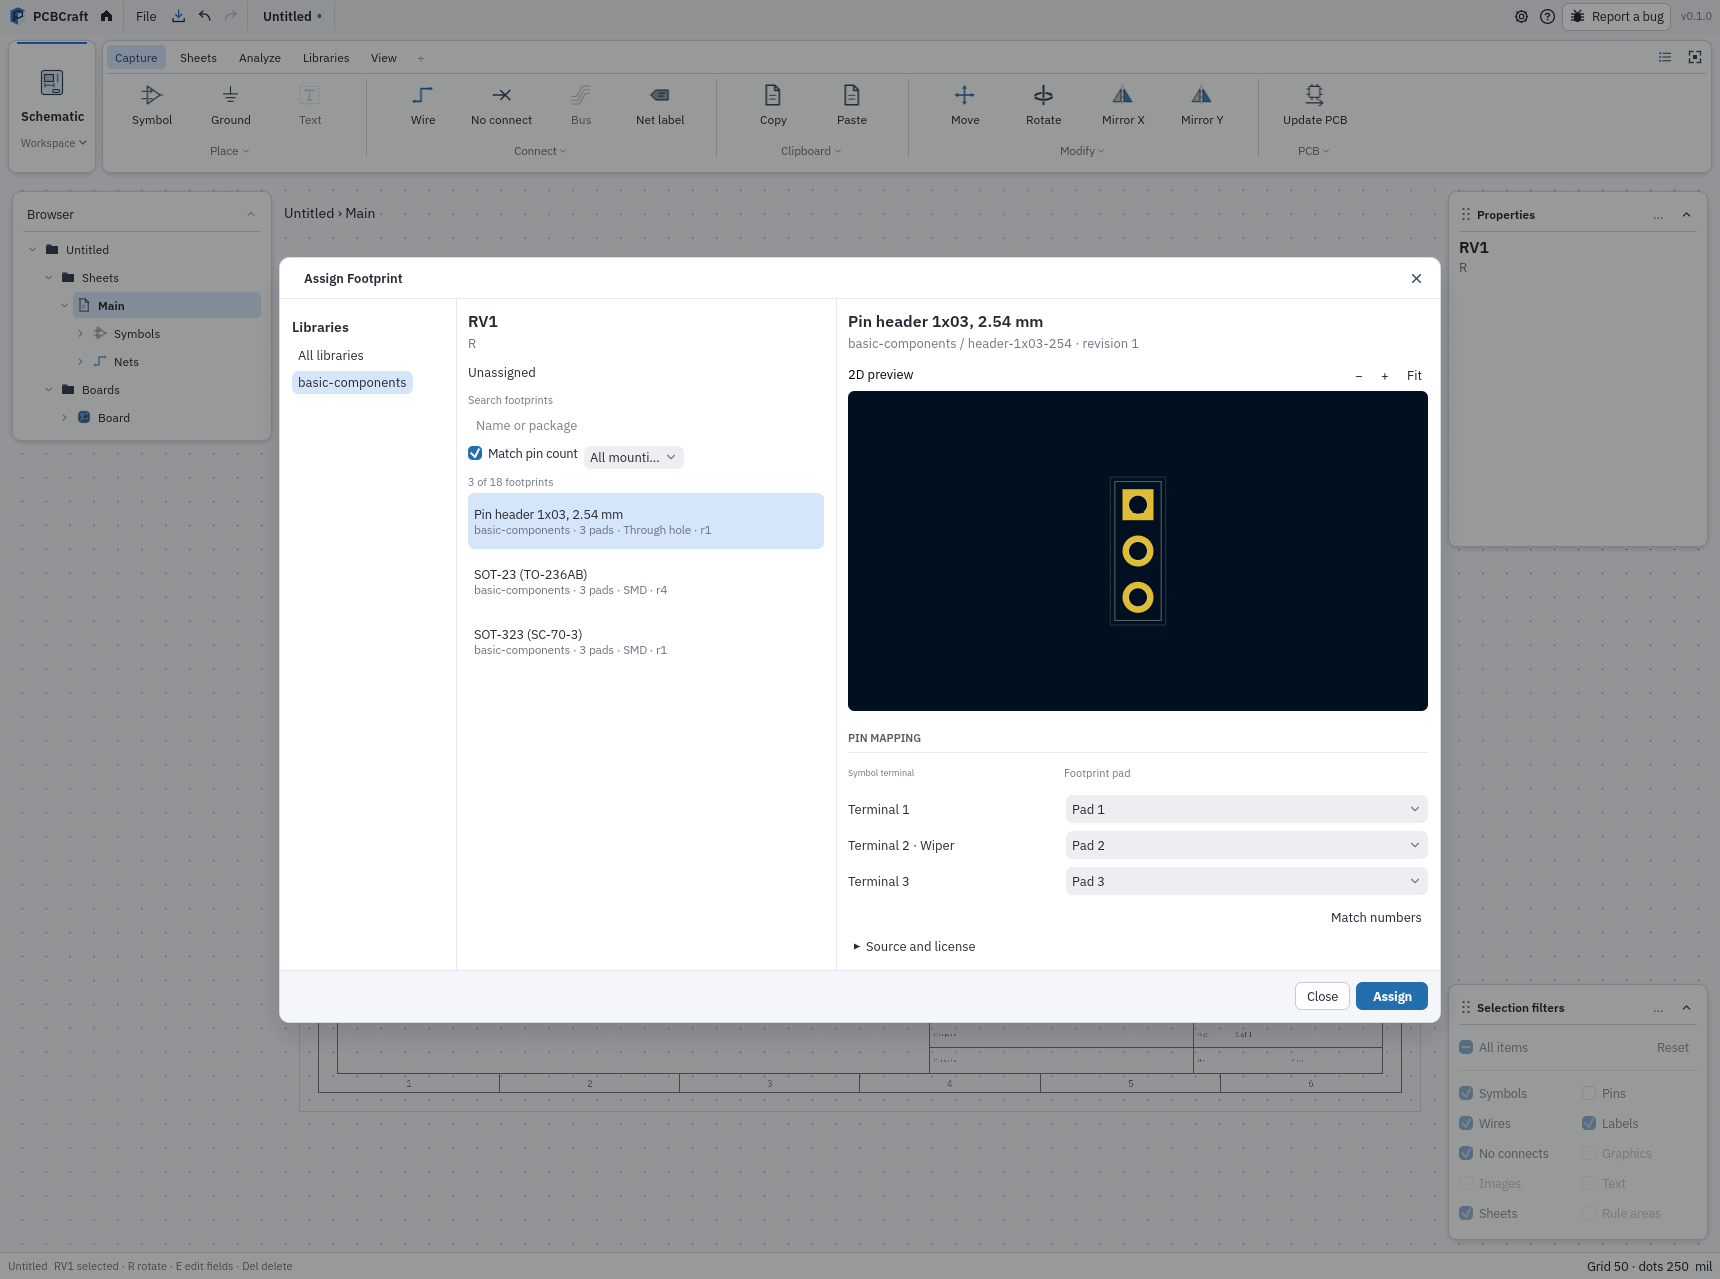 PCBCraft File Untitled • Report a bug v0.1.0
Schematic
Workspace
Capture Sheets Analyze Libraries View +
Symbol Ground Text Wire No connect Bus Net label Copy Paste Move Rotate Mirror X Mirror Y Update PCB
Place Connect Clipboard Modify PCB
Browser
Untitled
Sheets
Main
Symbols
Nets
Boards
Board
Untitled › Main
Properties ...
RV1
R
Assign Footprint
Libraries
All libraries
basic-components
RV1
R
Unassigned
Search footprints
Name or package
Match pin count All mounti...
3 of 18 footprints
Pin header 1x03, 2.54 mm
basic-components · 3 pads · Through hole · r1
SOT-23 (TO-236AB)
basic-components · 3 pads · SMD · r4
SOT-323 (SC-70-3)
basic-components · 3 pads · SMD · r1
Pin header 1x03, 2.54 mm
basic-components / header-1x03-254 · revision 1
2D preview − + Fit
PIN MAPPING
Symbol terminal Footprint pad
Terminal 1 Pad 1
Terminal 2 · Wiper Pad 2
Terminal 3 Pad 3
Match numbers
Source and license
Close Assign
1 2 3 4 5 6
Selection filters ...
All items Reset
Symbols Pins
Wires Labels
No connects Graphics
Images Text
Sheets Rule areas
Untitled RV1 selected · R rotate · E edit fields · Del delete
Grid 50 · dots 250 mil